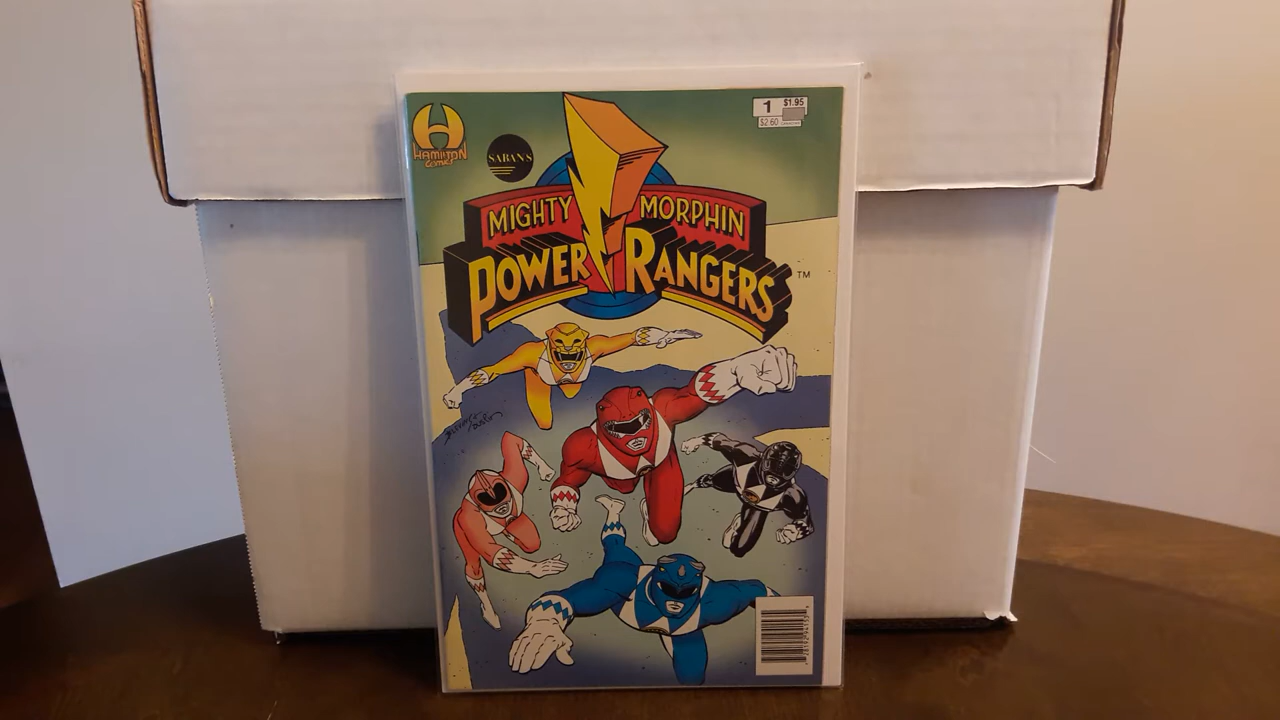 HAMILTON
Comics
SABAN'S
1 $1.95
$2.60
MIGHTY MORPHIN
POWER RANGERS
TM